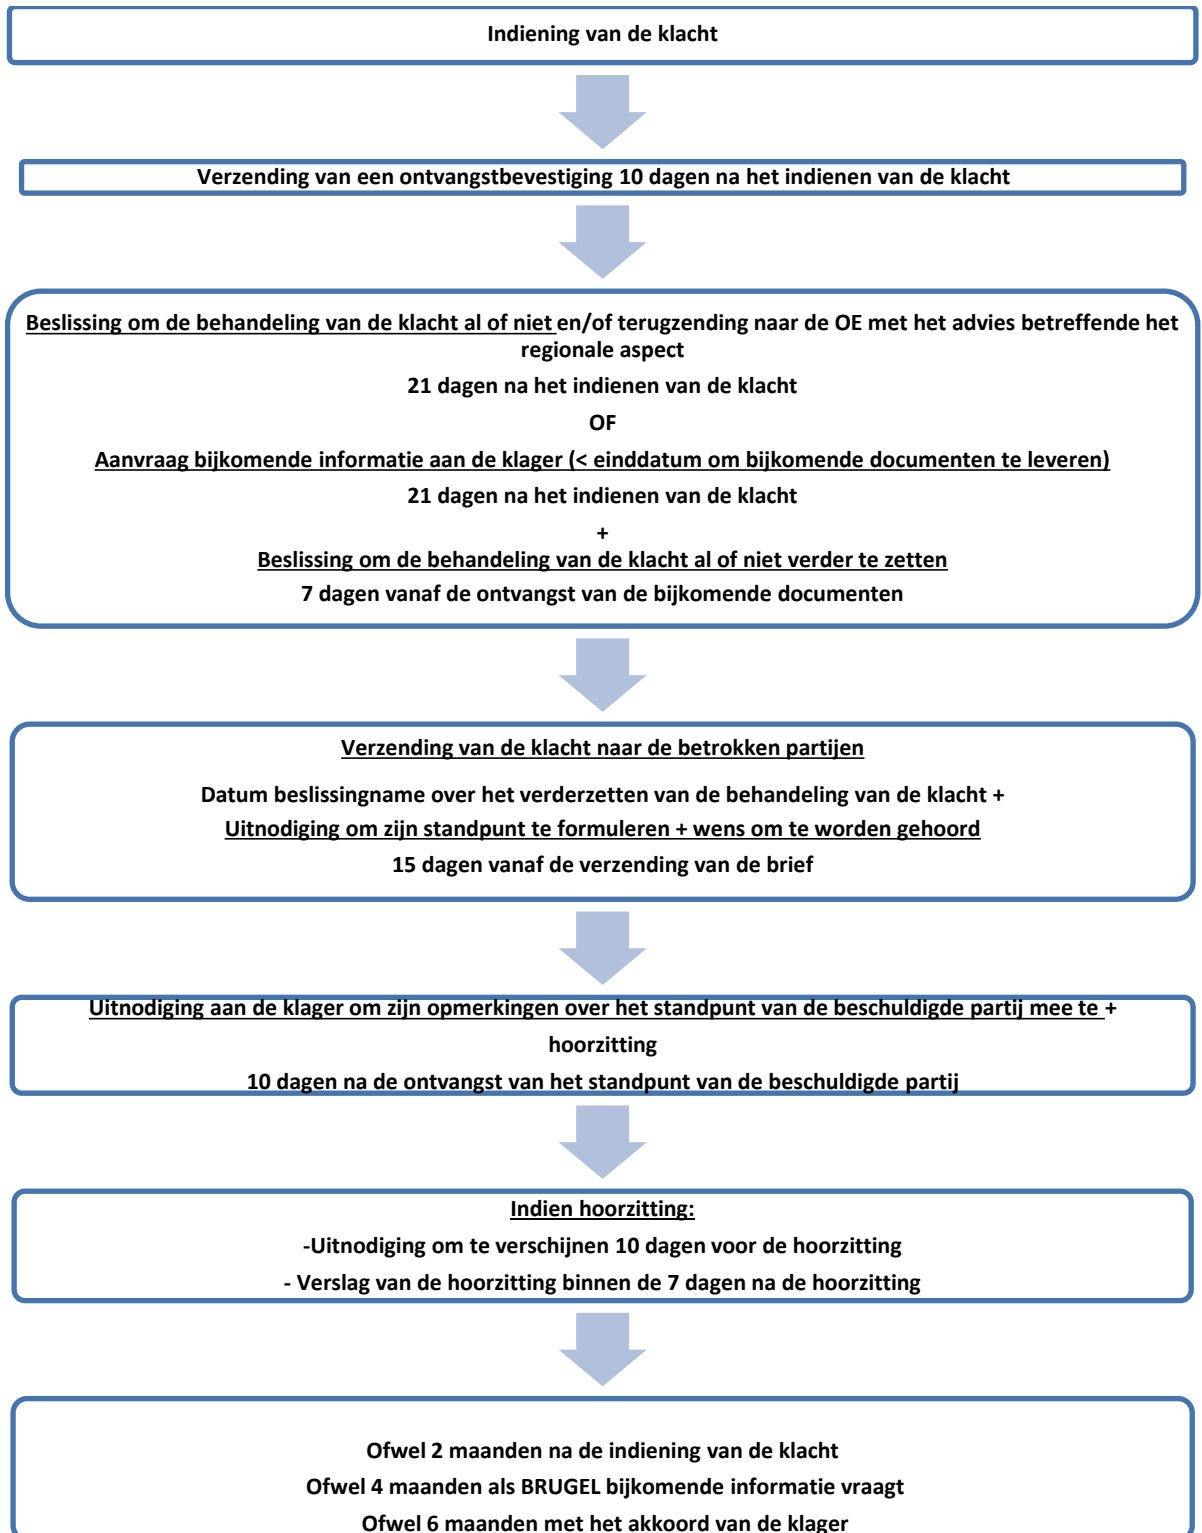 Indiening van de klacht
Verzending van een ontvangstbevestiging 10 dagen na het indienen van de klacht
Beslissing om de behandeling van de klacht al of niet en/of terugzending naar de OE met het advies betreffende het
regionale aspect
21 dagen na het indienen van de klacht
OF
Aanvraag bijkomende informatie aan de klager (< einddatum om bijkomende documenten te leveren)
21 dagen na het indienen van de klacht
+
Beslissing om de behandeling van de klacht al of niet verder te zetten
7 dagen vanaf de ontvangst van de bijkomende documenten
Verzending van de klacht naar de betrokken partijen
Datum beslissingname over het verderzetten van de behandeling van de klacht +
Uitnodiging om zijn standpunt te formuleren + wens om te worden gehoord
15 dagen vanaf de verzending van de brief
Uitnodiging aan de klager om zijn opmerkingen over het standpunt van de beschuldigde partij mee te +
hoorzitting
10 dagen na de ontvangst van het standpunt van de beschuldigde partij
Indien hoorzitting:
-Uitnodiging om te verschijnen 10 dagen voor de hoorzitting
- Verslag van de hoorzitting binnen de 7 dagen na de hoorzitting
Ofwel 2 maanden na de indiening van de klacht
Ofwel 4 maanden als BRUGEL bijkomende informatie vraagt
Ofwel 6 maanden met het akkoord van de klager